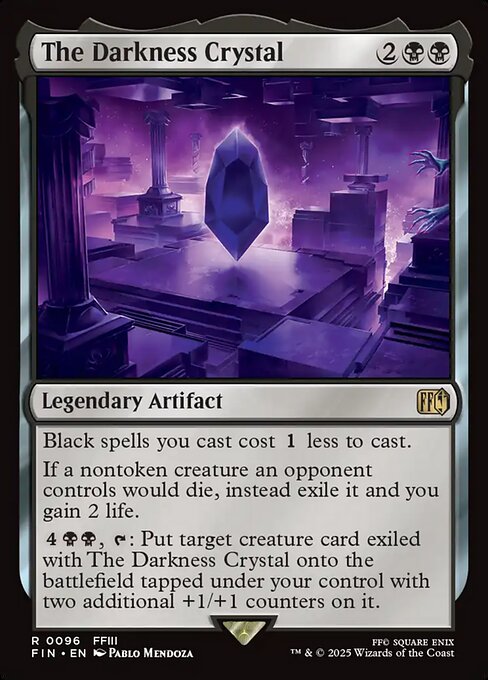 The Darkness Crystal 2
Legendary Artifact FF
Black spells you cast cost 1 less to cast.
If a nontoken creature an opponent
controls would die, instead exile it and you
gain 2 life.
4, : Put target creature card exiled
with The Darkness Crystal onto the
battlefield tapped under your control with
two additional +1/+1 counters on it.
R 0096 FFIII
FIN • EN Pablo Mendoza
FF© SQUARE ENIX
™ & © 2025 Wizards of the Coast